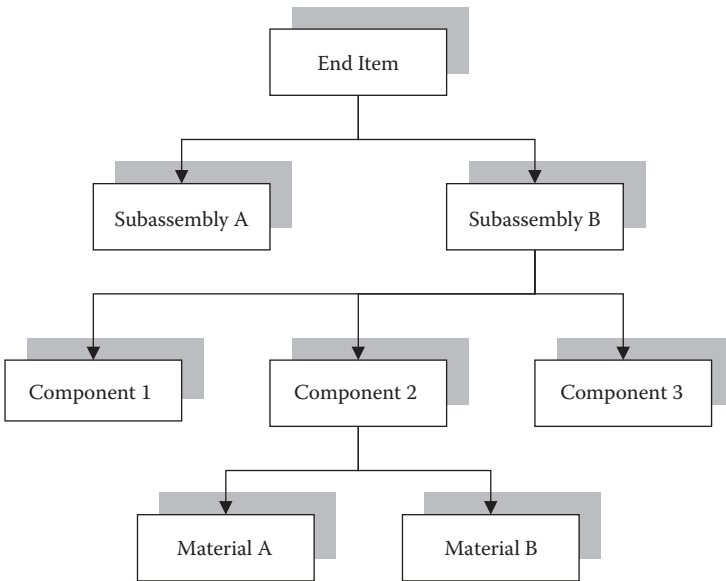 End Item
Subassembly A
Subassembly B
Component 1
Component 2
Component 3
Material A
Material B